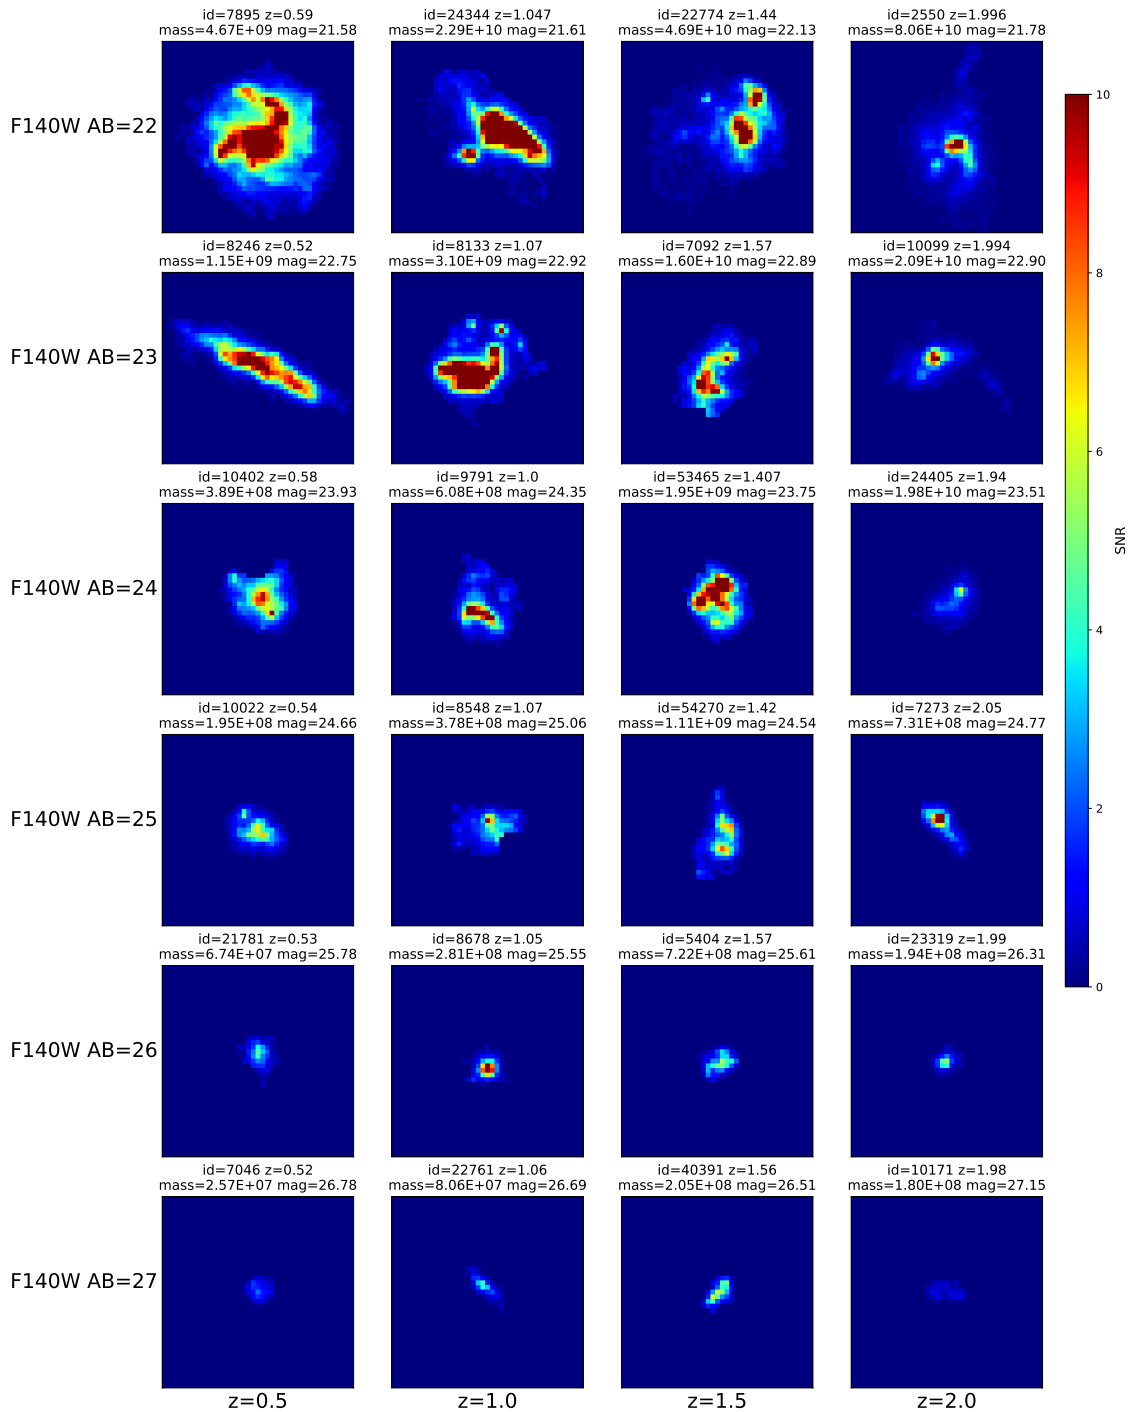 id=7895 z=0.59
mass=4.67E+09 mag=21.58
id=24344 z=1.047
mass=2.29E+10 mag=21.61
id=22774 z=1.44
mass=4.69E+10 mag=22.13
id=2550 z=1.996
mass=8.06E+10 mag=21.78
F140W AB=22
id=8246 z=0.52
mass=1.15E+09 mag=22.75
id=8133 z=1.07
mass=3.10E+09 mag=22.92
id=7092 z=1.57
mass=1.60E+10 mag=22.89
id=10099 z=1.994
mass=2.09E+10 mag=22.90
F140W AB=23
id=10402 z=0.58
mass=3.89E+08 mag=23.93
id=9791 z=1.0
mass=6.08E+08 mag=24.35
id=53465 z=1.407
mass=1.95E+09 mag=23.75
id=24405 z=1.94
mass=1.98E+10 mag=23.51
F140W AB=24
id=10022 z=0.54
mass=1.95E+08 mag=24.66
id=8548 z=1.07
mass=3.78E+08 mag=25.06
id=54270 z=1.42
mass=1.11E+09 mag=24.54
id=7273 z=2.05
mass=7.31E+08 mag=24.77
F140W AB=25
id=21781 z=0.53
mass=6.74E+07 mag=25.78
id=8678 z=1.05
mass=2.81E+08 mag=25.55
id=5404 z=1.57
mass=7.22E+08 mag=25.61
id=23319 z=1.99
mass=1.94E+08 mag=26.31
F140W AB=26
id=7046 z=0.52
mass=2.57E+07 mag=26.78
id=22761 z=1.06
mass=8.06E+07 mag=26.69
id=40391 z=1.56
mass=2.05E+08 mag=26.51
id=10171 z=1.98
mass=1.80E+08 mag=27.15
F140W AB=27
z=0.5
z=1.0
z=1.5
z=2.0
10
8
6
4
2
0
SNR